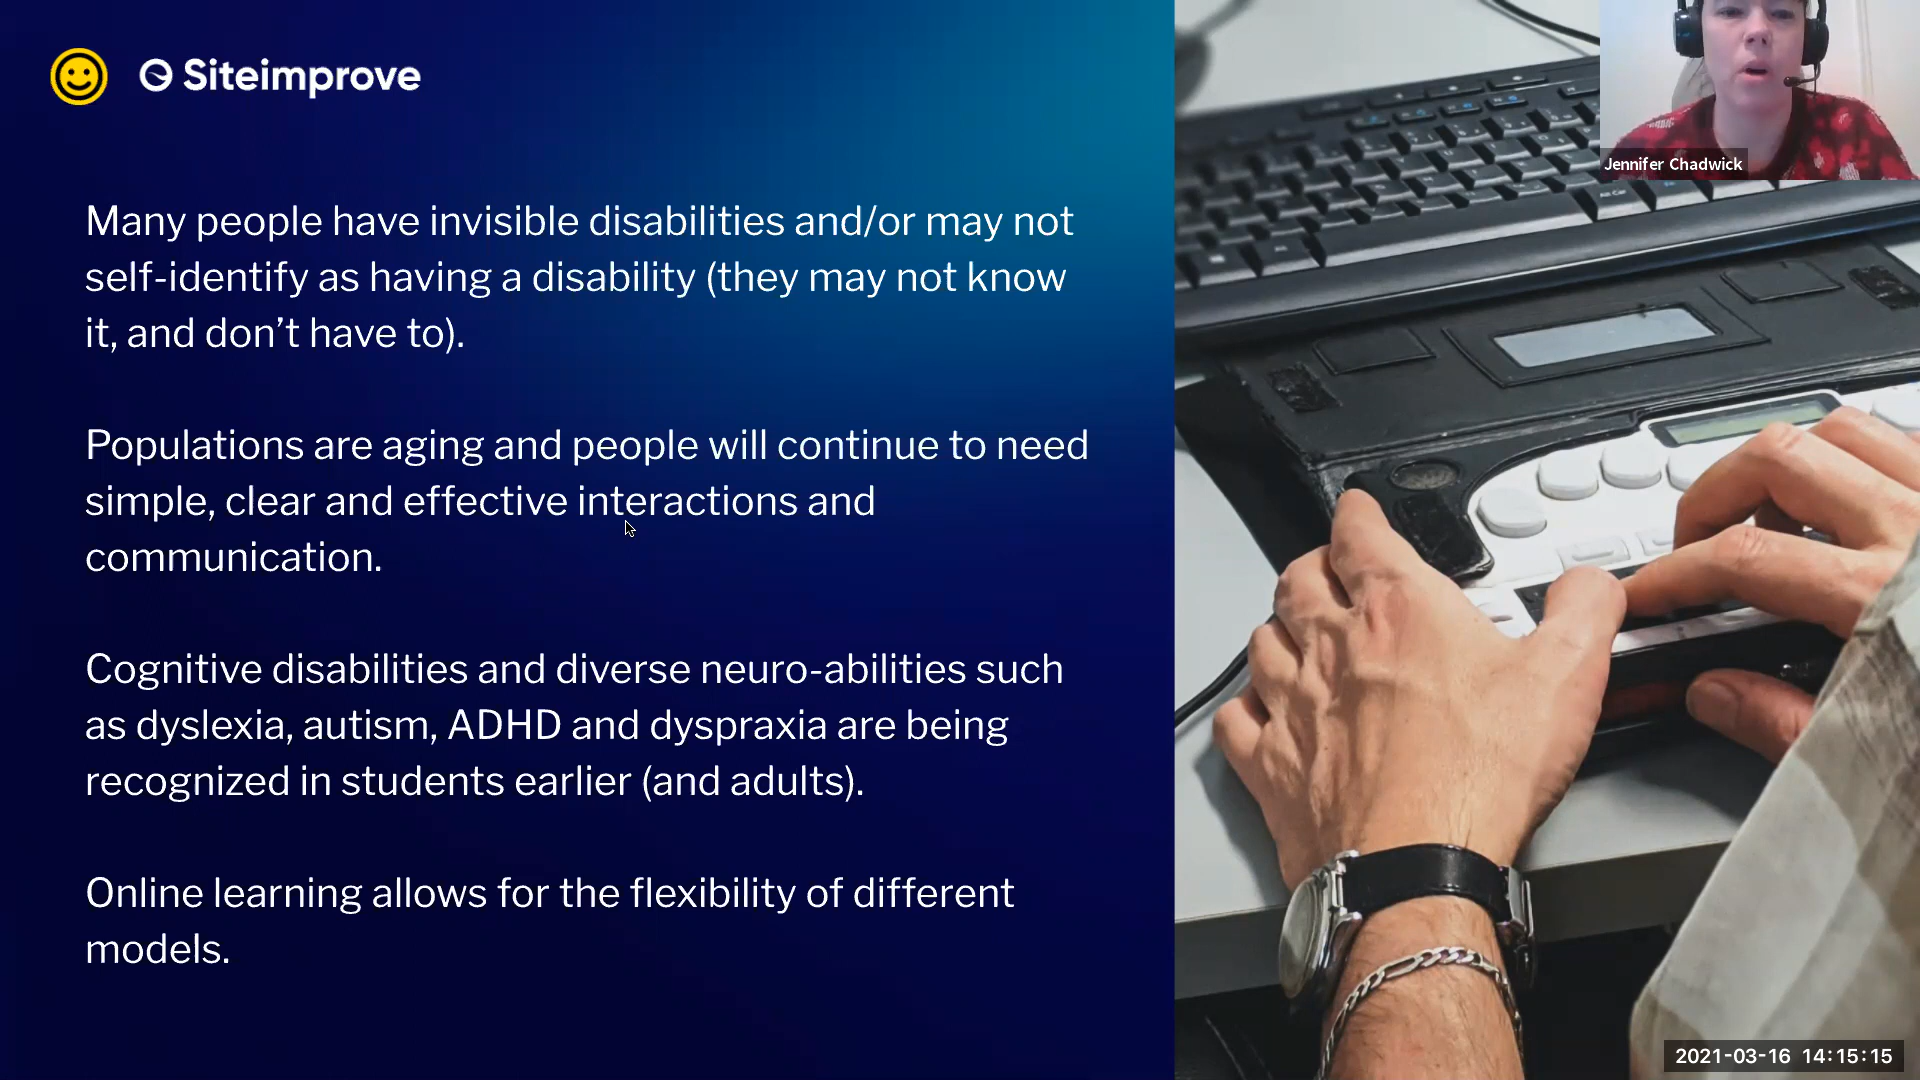 Siteimprove
Many people have invisible disabilities and/or may not
self-identify as having a disability (they may not know
it, and don’t have to).
Populations are aging and people will continue to need
simple, clear and effective interactions and
communication.
Cognitive disabilities and diverse neuro-abilities such
as dyslexia, autism, ADHD and dyspraxia are being
recognized in students earlier (and adults).
Online learning allows for the flexibility of different
models.
Jennifer Chadwick
2021-03-16 14:15:15